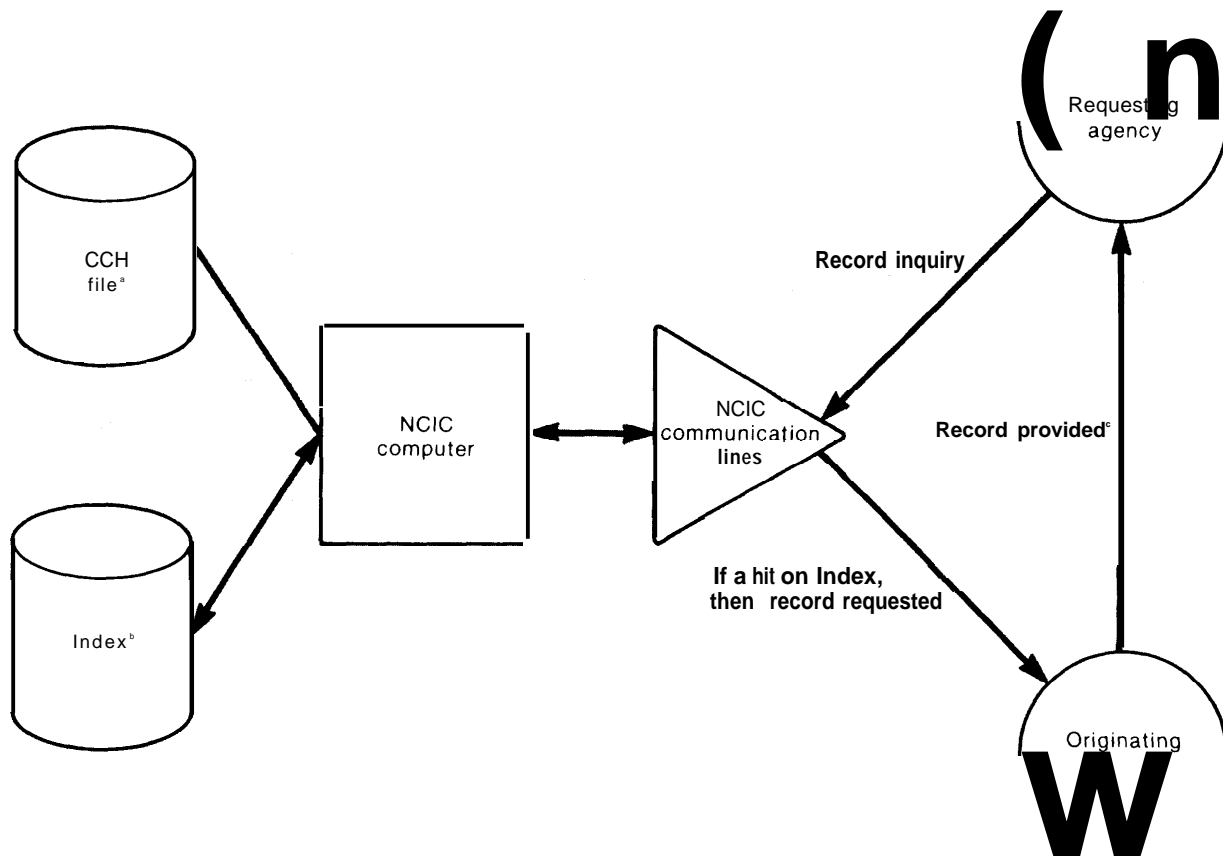 ( n
Requesting
agency
CCH
file ᵃ
Record inquiry
NCIC
computer
NCIC
communication
lines
Record provided ᶜ
If a hit on Index,
then record requested
Index ᵇ
Originating
W